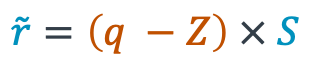 r̃ = (q − Z) × S